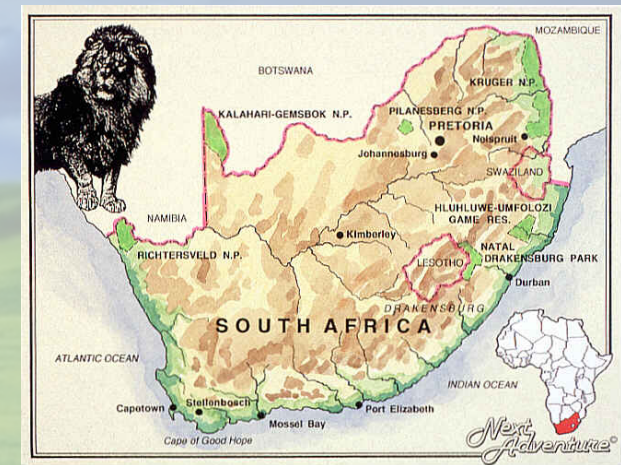 MOZAMBIQUE
BOTSWANA
KRUGER N.P.
KALAHARI-GEMSBOK N.P.
PILANESBERG N.P.
PRETORIA
Nelspruit
Johannesburg
SWAZILAND
NAMIBIA
HLUHLUWE-UMFOLOZI
GAME RES.
Kimberley
RICHTERSVELD N.P.
LESOTHO
NATAL
DRAKENSBURG PARK
Durban
DRAKENSBURG
SOUTH AFRICA
ATLANTIC OCEAN
INDIAN OCEAN
Capetown
Stellenbosch
Port Elizabeth
Mossel Bay
Cape of Good Hope
Next
Adventure®